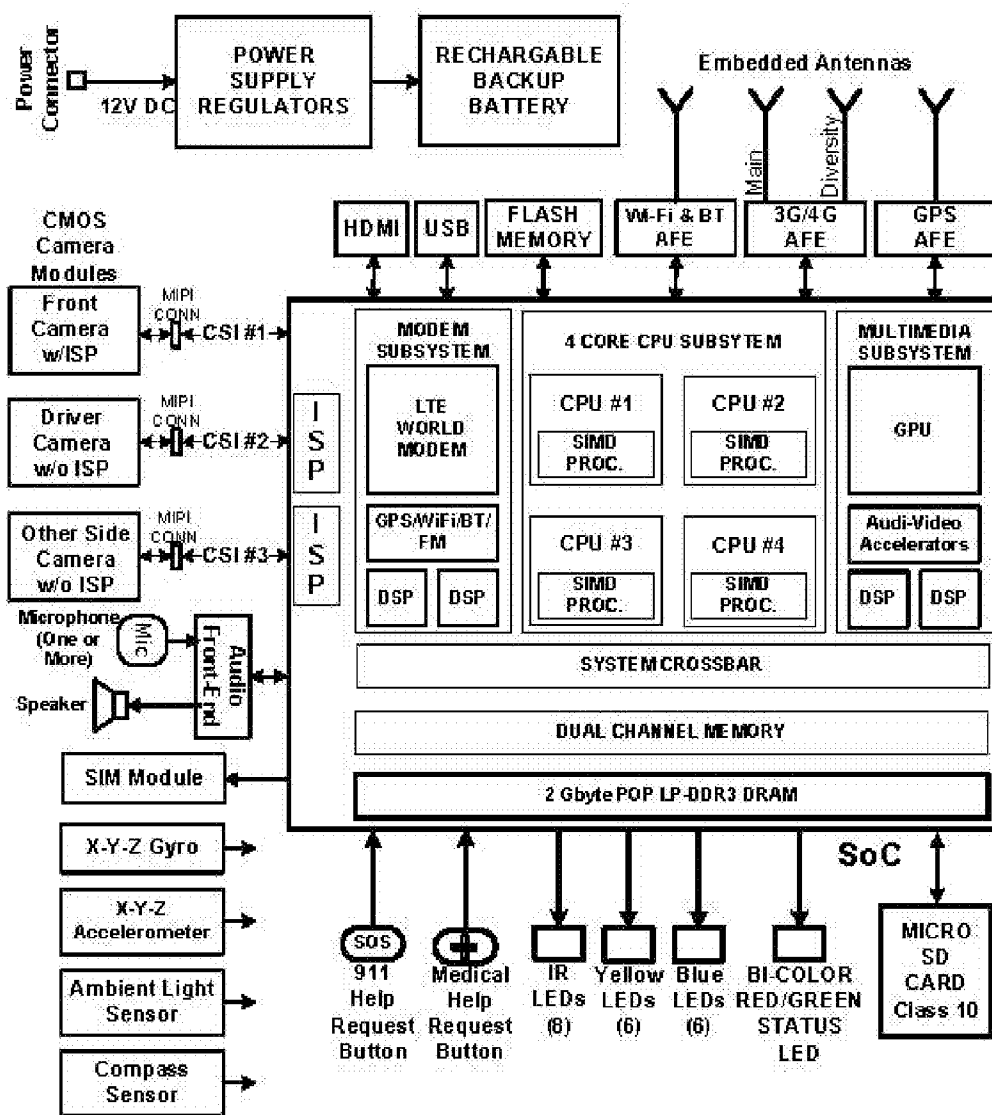 Power
Connector
12V DC
POWER
SUPPLY
REGULATORS
RECHARGABLE
BACKUP
BATTERY
Embedded Antennas
Main
Diversity
HDMI
USB
FLASH
MEMORY
Wi-Fi & BT
AFE
3G/4G
AFE
GPS
AFE
CMOS
Camera
Modules
Front
Camera
w/ISP
MIPI
CONN
CSI #1
Driver
Camera
w/o ISP
MIPI
CONN
CSI #2
Other Side
Camera
w/o ISP
MIPI
CONN
CSI #3
ISP
ISP
MODEM
SUBSYSTEM
LTE
WORLD
MODEM
GPS/WiFi/BT/
FM
DSP
DSP
4 CORE CPU SUBSYTEM
CPU #1
SIMD
PROC.
CPU #2
SIMD
PROC.
CPU #3
SIMD
PROC.
CPU #4
SIMD
PROC.
MULTIMEDIA
SUBSYSTEM
GPU
Audi-Video
Accelerators
DSP
DSP
Microphone
(One or
More)
Mic
Speaker
Audio
Front-End
SYSTEM CROSSBAR
DUAL CHANNEL MEMORY
2 Gbyte POP LP-DDR3 DRAM
SoC
SIM Module
X-Y-Z Gyro
X-Y-Z
Accelerometer
Ambient Light
Sensor
Compass
Sensor
SOS
911
Help
Request
Button
Medical
Help
Request
Button
IR
LEDs
(8)
Yellow
LEDs
(6)
Blue
LEDs
(6)
BI-COLOR
RED/GREEN
STATUS
LED
MICRO
SD
CARD
Class 10